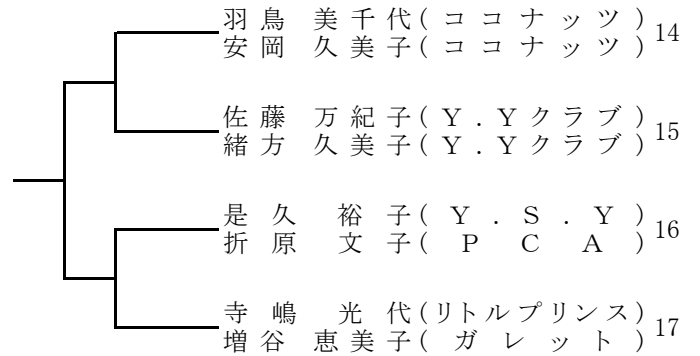 羽鳥 美千代(ココナッツ) 14
安岡 久美子(ココナッツ)
佐藤 万紀子(Y.Yクラブ) 15
緒方 久美子(Y.Yクラブ)
是久 裕子(Y.S.Y) 16
折原 文子(PCA)
寺嶋 光代(リトルプリンス) 17
増谷 恵美子(ガレット)